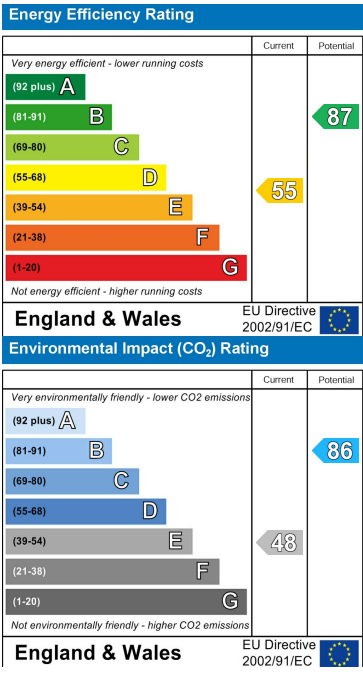 Energy Efficiency Rating
Current Potential
Very energy efficient - lower running costs
(92 plus) A
(81-91) B
87
(69-80) C
(55-68) D
55
(39-54) E
(21-38) F
(1-20) G
Not energy efficient - higher running costs
England & Wales
EU Directive
2002/91/EC
Environmental Impact (CO₂) Rating
Current Potential
Very environmentally friendly - lower CO2 emissions
(92 plus) A
(81-91) B
86
(69-80) C
(55-68) D
(39-54) E
48
(21-38) F
(1-20) G
Not environmentally friendly - higher CO2 emissions
England & Wales
EU Directive
2002/91/EC